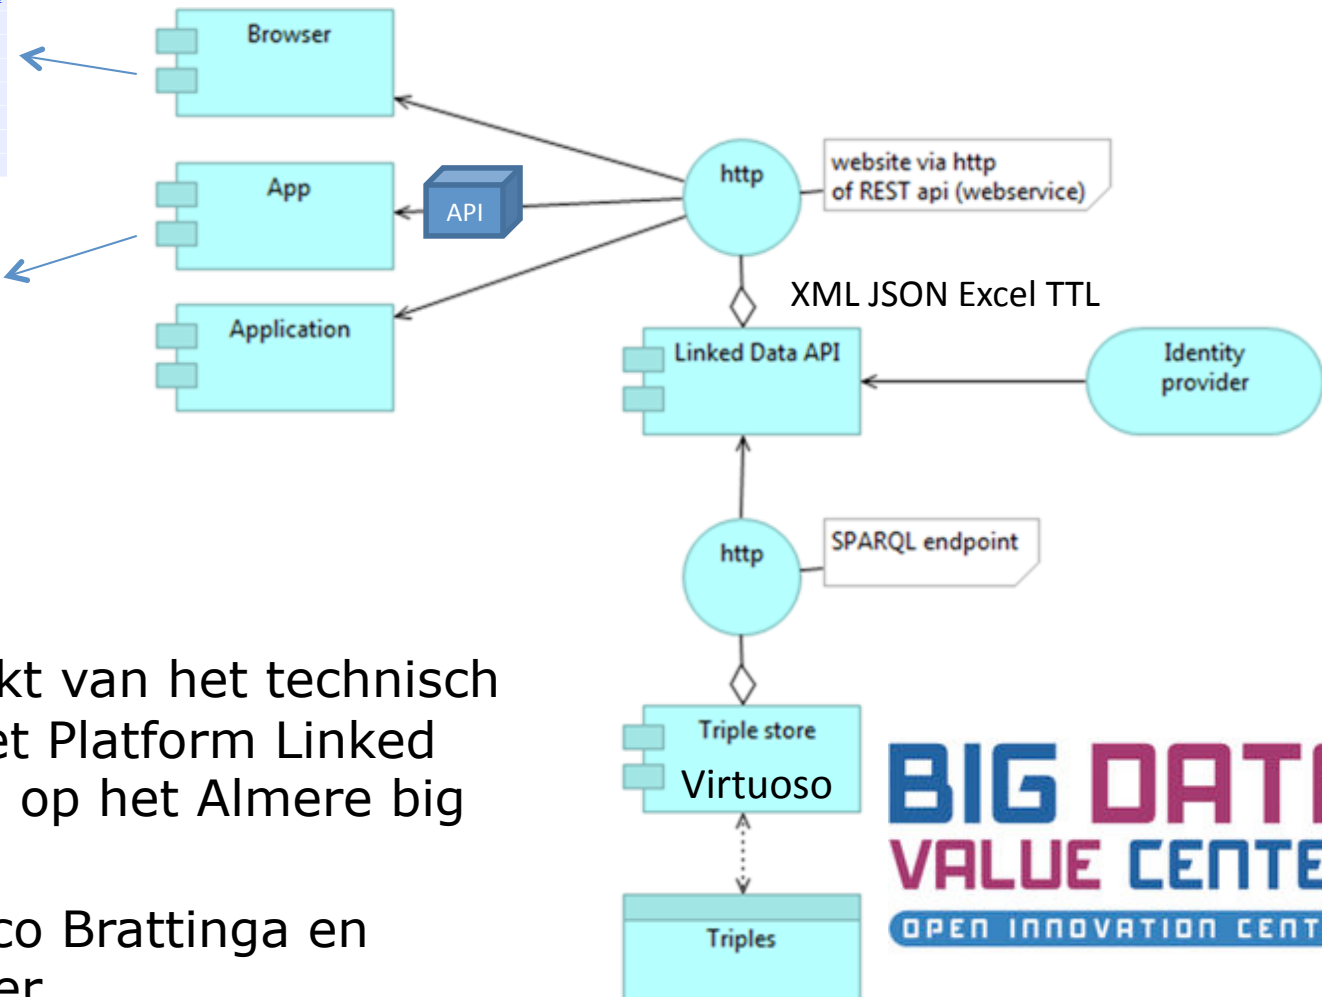 Browser
App
API
Application
http
website via http
of REST api (webservice)
XML JSON Excel TTL
Linked Data API
Identity
provider
http
SPARQL endpoint
Triple store
Virtuoso
Triples
kt van het technisch
et Platform Linked
op het Almere big
co Brattinga en
er
BIG DATA
VALUE CENTE
OPEN INNOVATION CENT